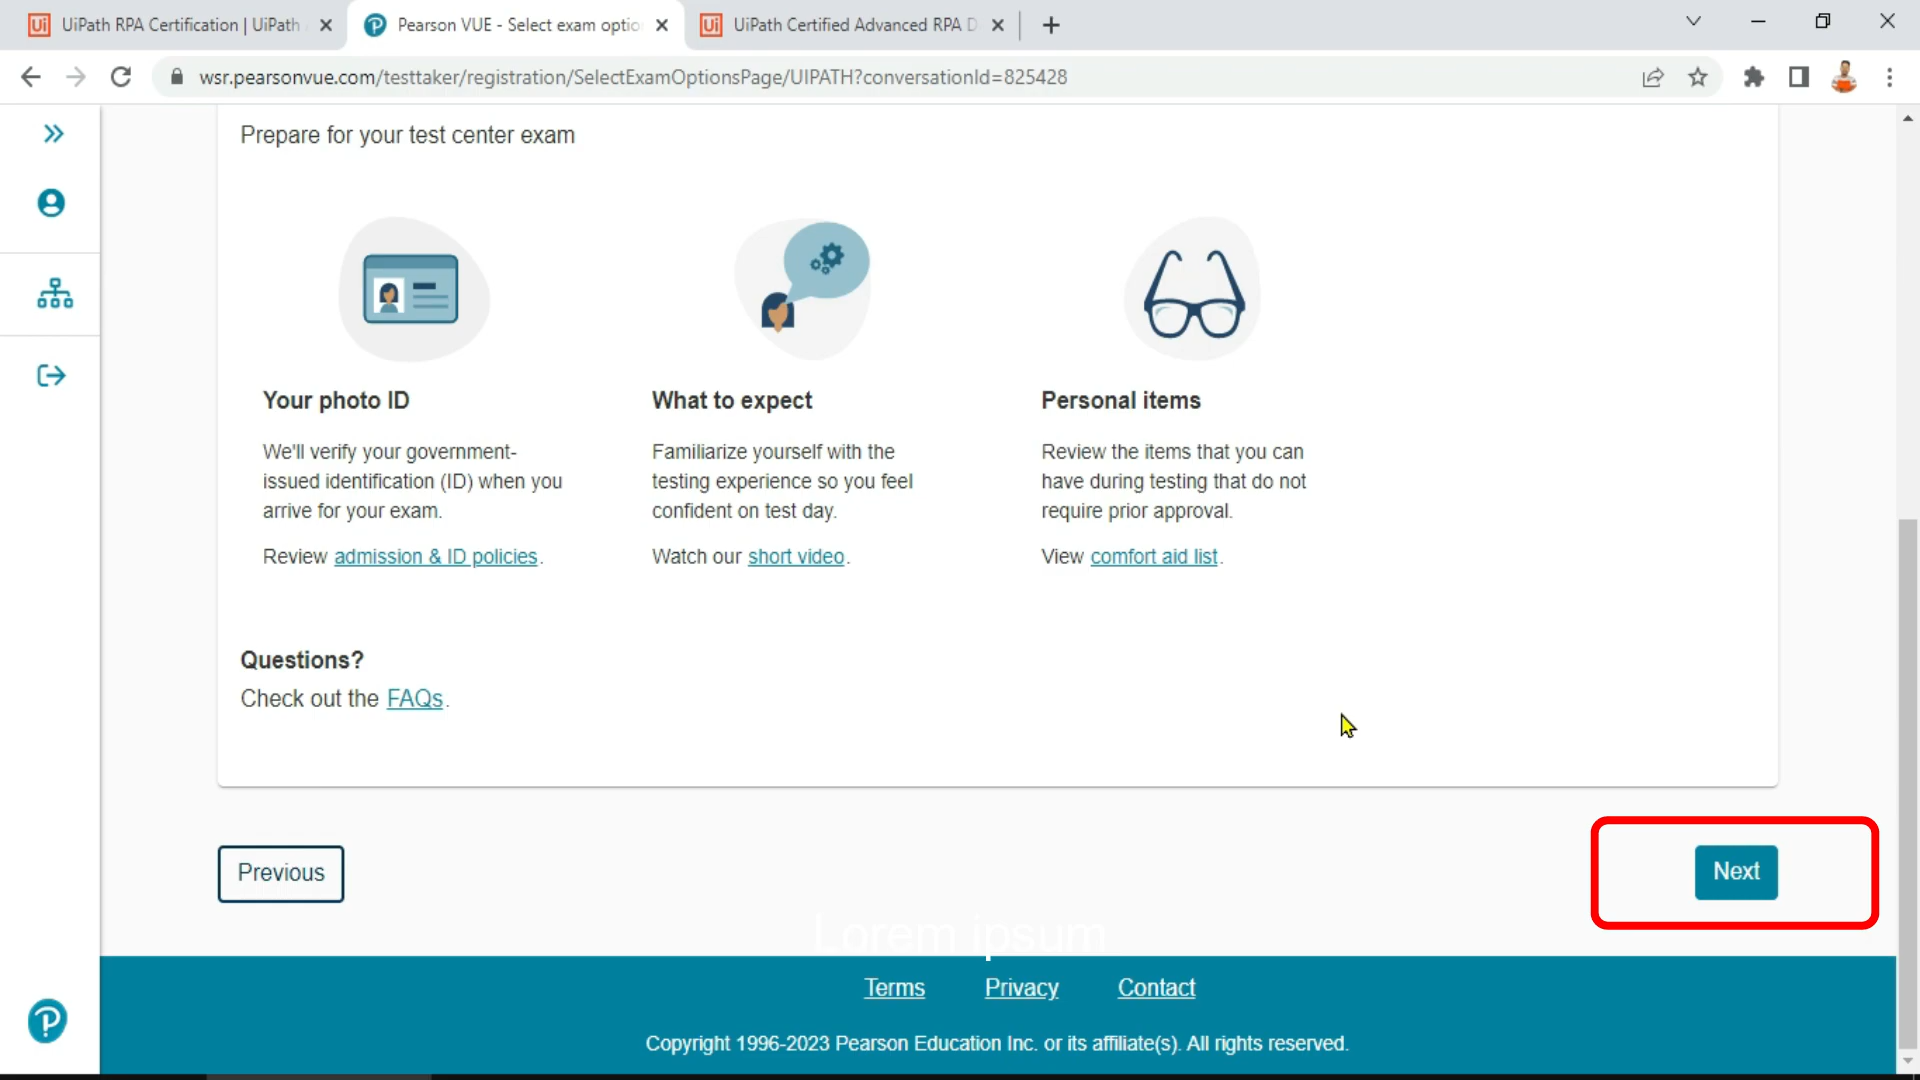 Ui UiPath RPA Certification | UiPath
Pearson VUE - Select exam optio
Ui UiPath Certified Advanced RPA D
wsr.pearsonvue.com/testtaker/registration/SelectExamOptionsPage/UIPATH?conversationId=825428
Prepare for your test center exam
Your photo ID
We'll verify your government-
issued identification (ID) when you
arrive for your exam.
Review admission & ID policies.
What to expect
Familiarize yourself with the
testing experience so you feel
confident on test day.
Watch our short video.
Personal items
Review the items that you can
have during testing that do not
require prior approval.
View comfort aid list.
Questions?
Check out the FAQs.
Previous
Next
Lorem ipsum
Terms Privacy Contact
Copyright 1996-2023 Pearson Education Inc. or its affiliate(s). All rights reserved.